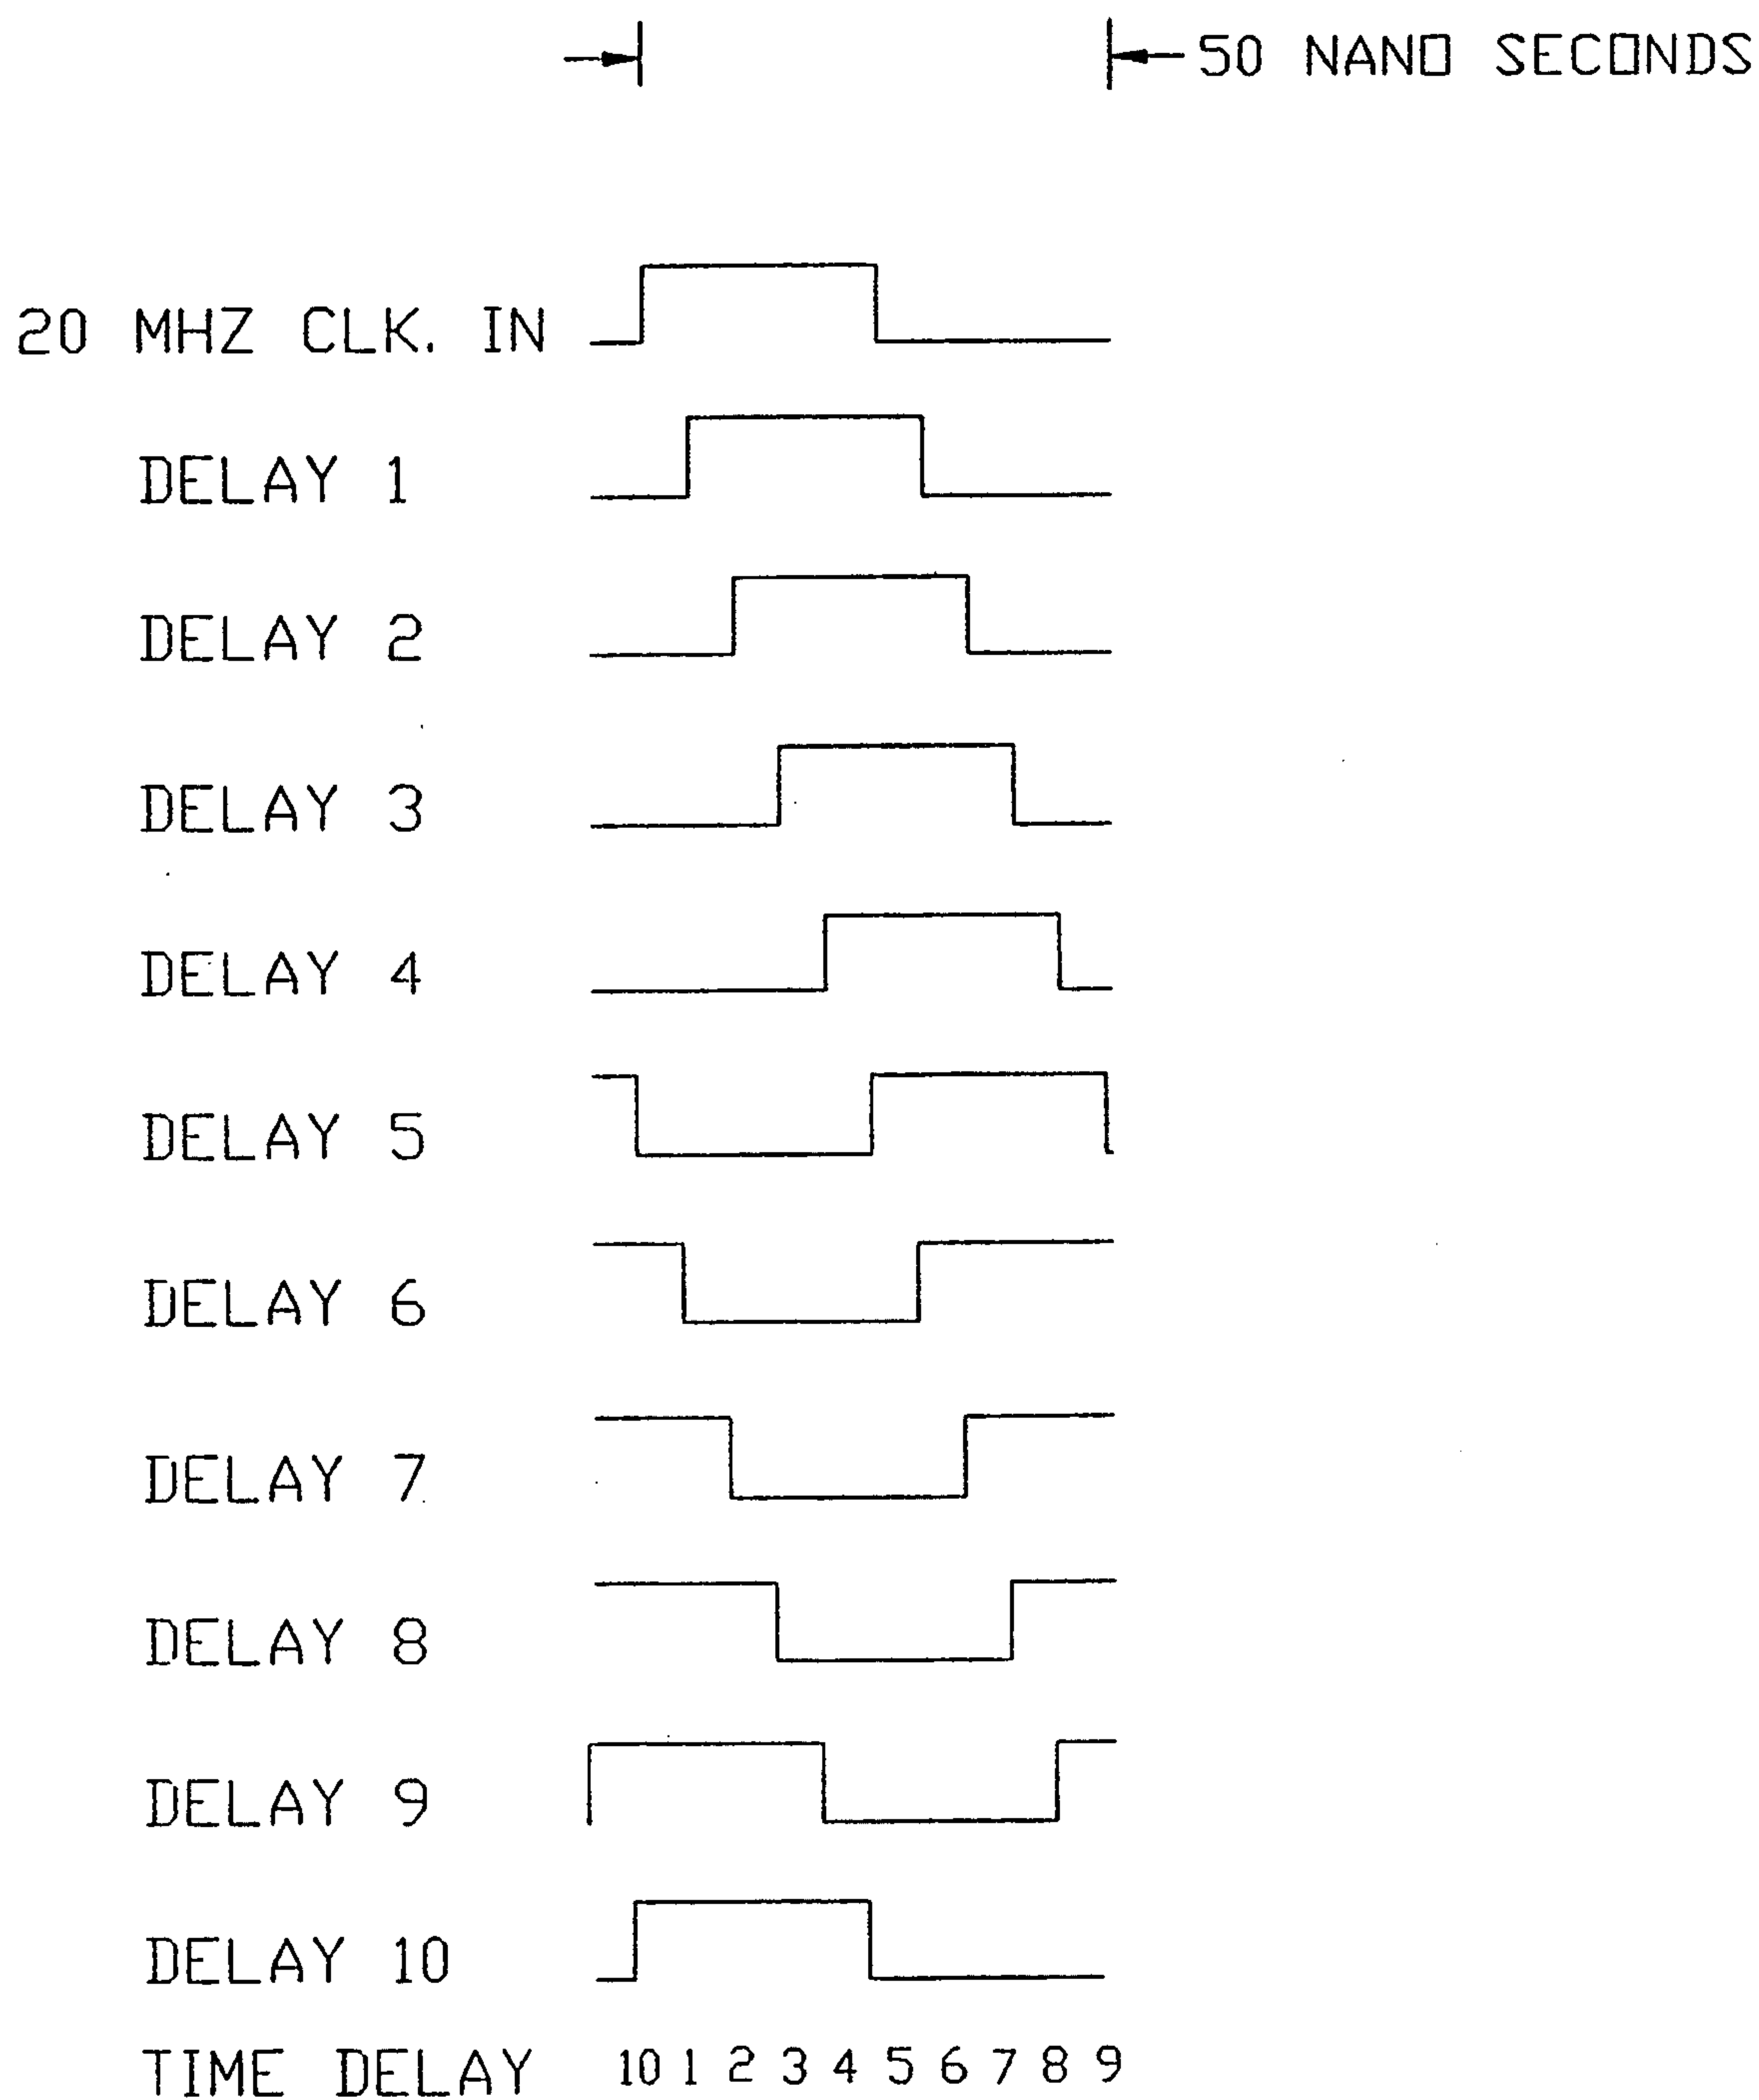 50 NANO SECONDS
20 MHZ CLK. IN
DELAY 1
DELAY 2
DELAY 3
DELAY 4
DELAY 5
DELAY 6
DELAY 7
DELAY 8
DELAY 9
DELAY 10
TIME DELAY 10 1 2 3 4 5 6 7 8 9